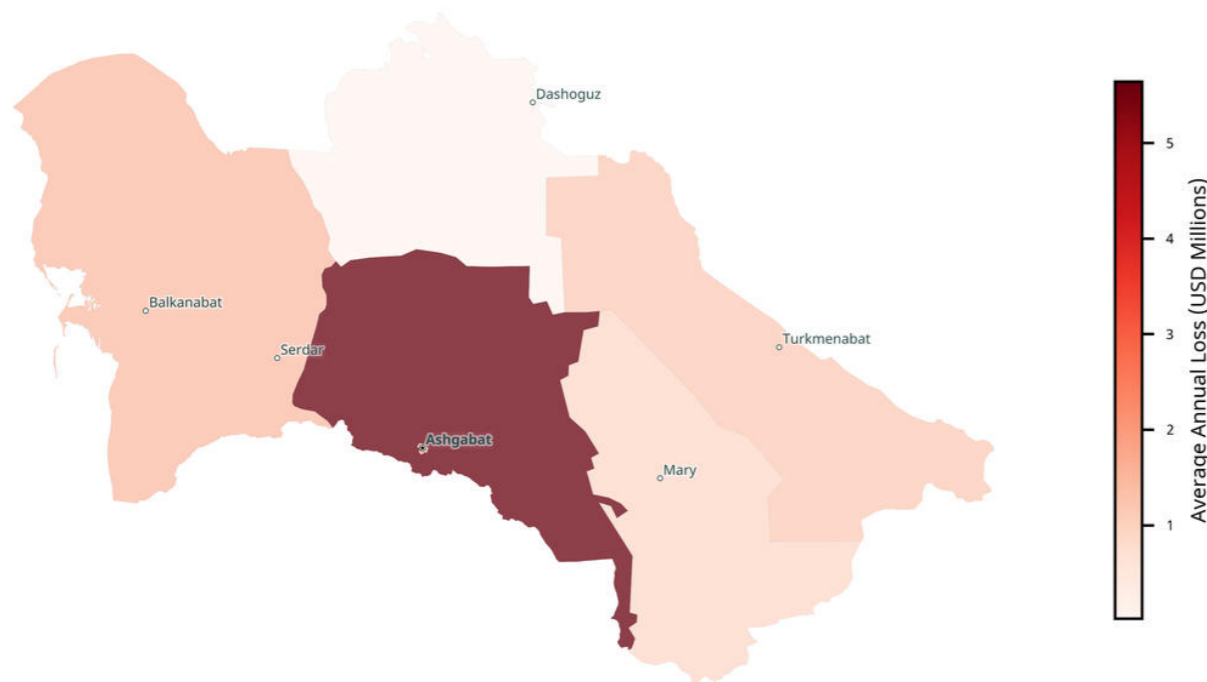 Dashoguz
Balkanabat
Serdar
Turkmenabat
Ashgabat
Mary
5
4
3
2
1
Average Annual Loss (USD Millions)